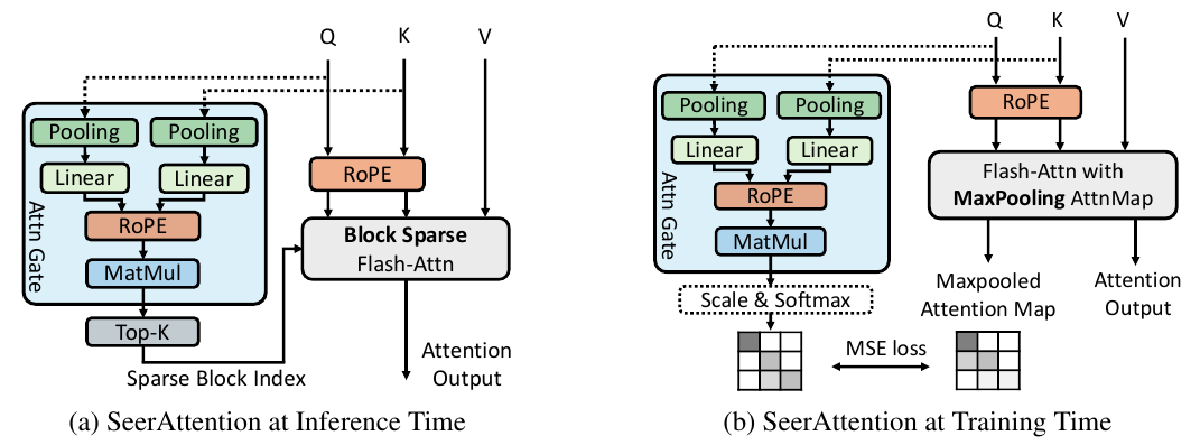 Q K V
Pooling Pooling
Linear Linear
RoPE
MatMul
Attn Gate
Top-K
Sparse Block Index
RoPE
Block Sparse
Flash-Attn
Attention
Output
(a) SeerAttention at Inference Time
Q K V
Pooling Pooling
Linear Linear
RoPE
MatMul
Attn Gate
Scale & Softmax
RoPE
Flash-Attn with
MaxPooling AttnMap
Maxpooled
Attention Map
Attention
Output
MSE loss
(b) SeerAttention at Training Time